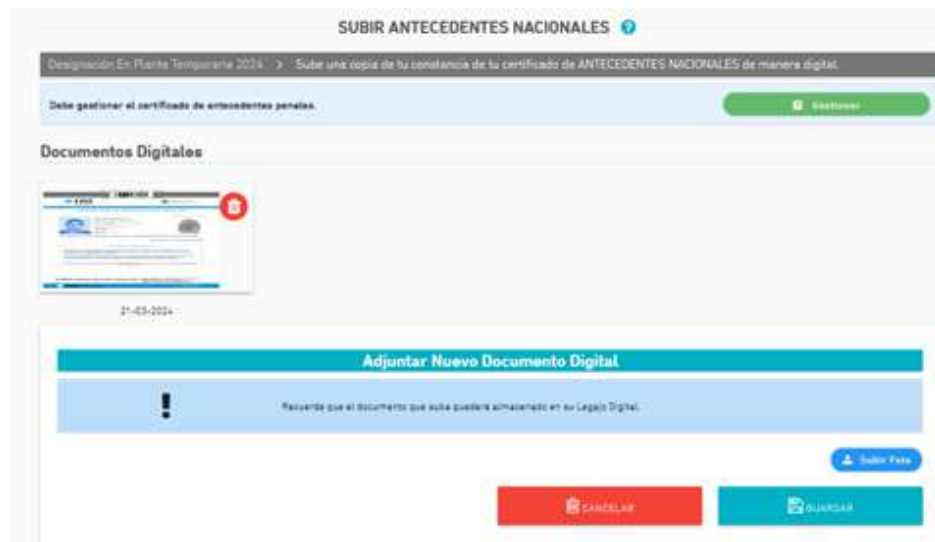 SUBIR ANTECEDENTES NACIONALES ?
Designación En Planta Temporaria 2024 > Sube una copia de tu constancia de tu certificado de ANTECEDENTES NACIONALES de manera digital.
Debe gestionar el certificado de antecedentes penales.
Gestionar
Documentos Digitales
21-03-2024
Adjuntar Nuevo Documento Digital
! Recuerde que el documento que suba quedará almacenado en su Legajo Digital.
Subir Foto
CANCELAR
GUARDAR